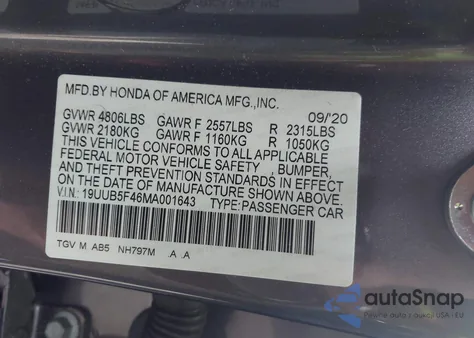 MFD.BY HONDA OF AMERICA MFG.,INC.
09/'20
GVWR 4806LBS GAWR F 2557LBS R 2315LBS
GVWR 2180KG GAWR F 1160KG R 1050KG
THIS VEHICLE CONFORMS TO ALL APPLICABLE
FEDERAL MOTOR VEHICLE SAFETY , BUMPER,
AND THEFT PREVENTION STANDARDS IN EFFECT
ON THE DATE OF MANUFACTURE SHOWN ABOVE.
V.I.N: 19UUB5F46MA001643 TYPE:PASSENGER CAR
TGV M AB5 NH797M .A .A
autoSnap